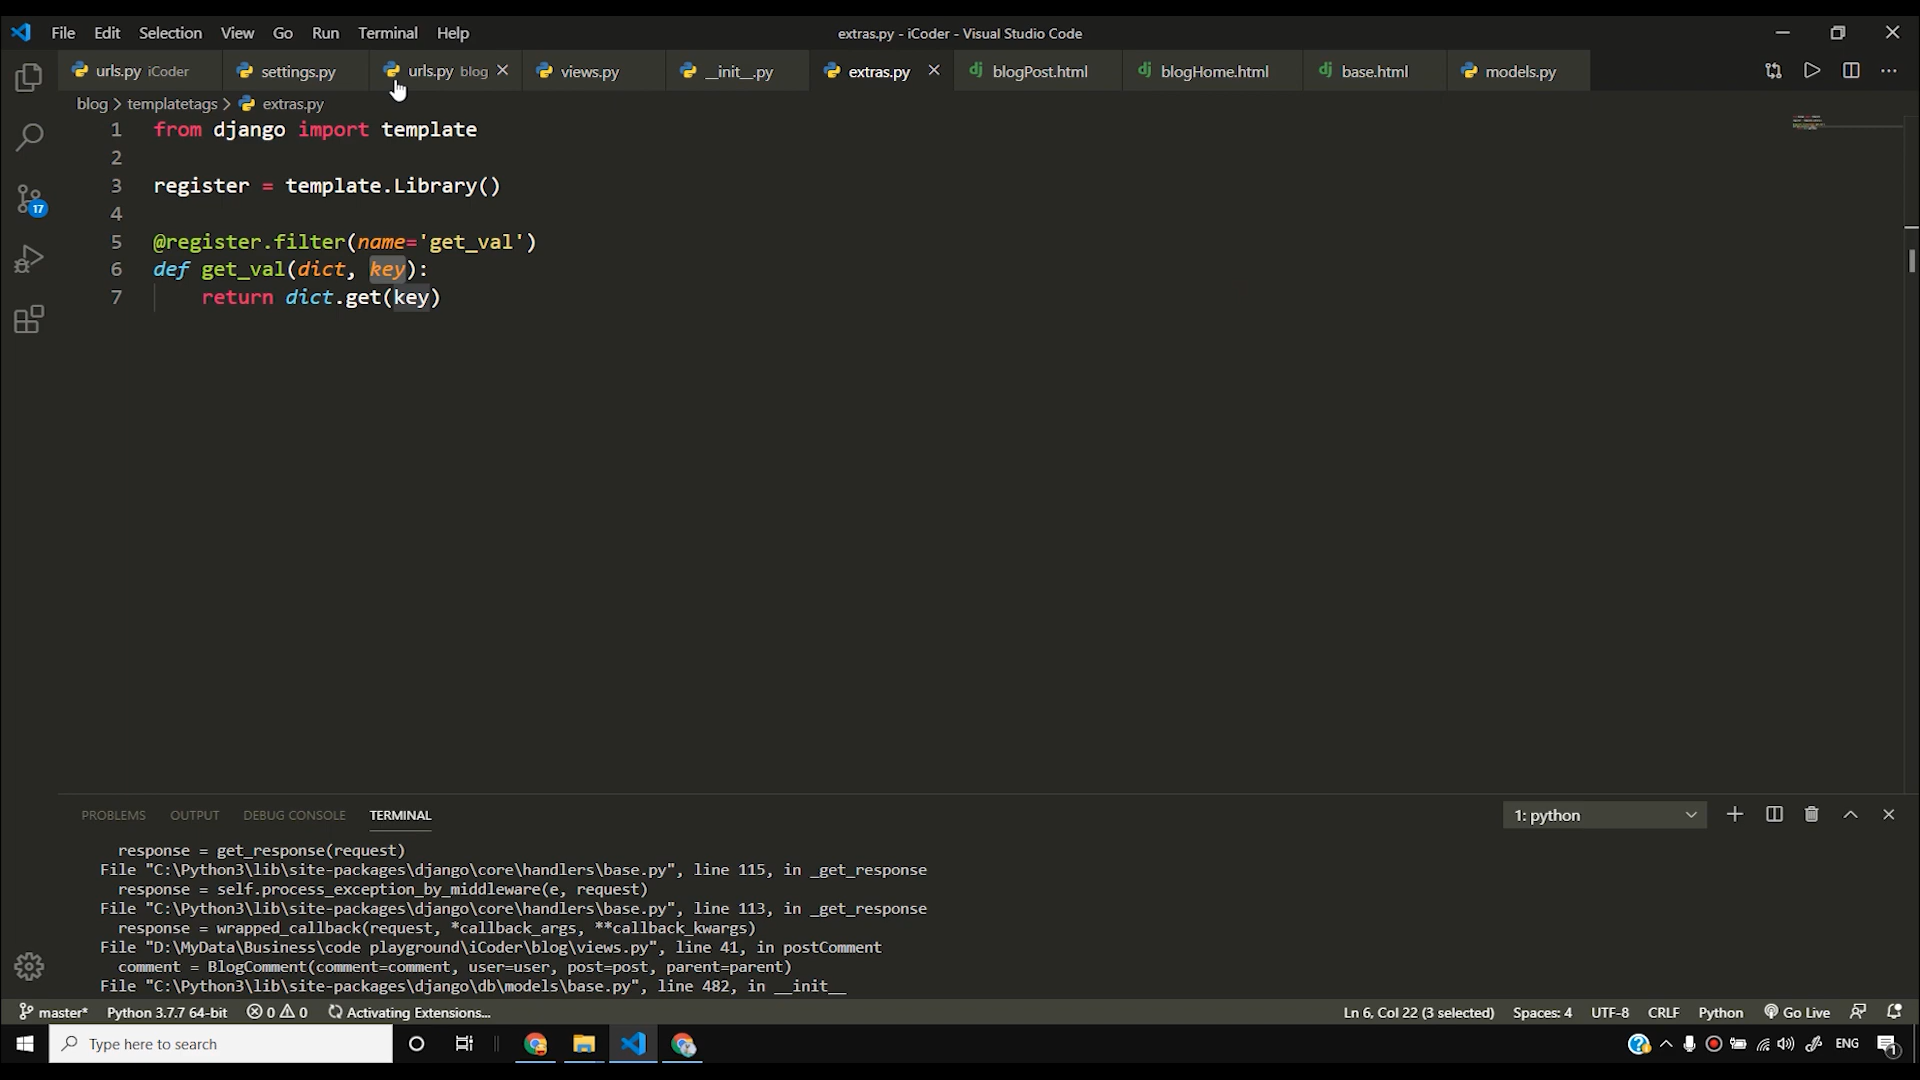 File Edit Selection View Go Run Terminal Help
extras.py - iCoder - Visual Studio Code
urls.py iCoder
settings.py
urls.py blog
views.py
__init__.py
extras.py
blogPost.html
blogHome.html
base.html
models.py
blog > templatetags > extras.py
1 from django import template
2
3 register = template.Library()
4
5 @register.filter(name='get_val')
6 def get_val(dict, key):
7 return dict.get(key)
17
PROBLEMS OUTPUT DEBUG CONSOLE TERMINAL
1: python
response = get_response(request)
File "C:\Python3\lib\site-packages\django\core\handlers\base.py", line 115, in _get_response
response = self.process_exception_by_middleware(e, request)
File "C:\Python3\lib\site-packages\django\core\handlers\base.py", line 113, in _get_response
response = wrapped_callback(request, *callback_args, **callback_kwargs)
File "D:\MyData\Business\code playground\iCoder\blog\views.py", line 41, in postComment
comment = BlogComment(comment=comment, user=user, post=post, parent=parent)
File "C:\Python3\lib\site-packages\django\db\models\base.py", line 482, in __init__
master* Python 3.7.7 64-bit 0 0 Activating Extensions...
Ln 6, Col 22 (3 selected) Spaces: 4 UTF-8 CRLF Python Go Live
Type here to search
ENG
1